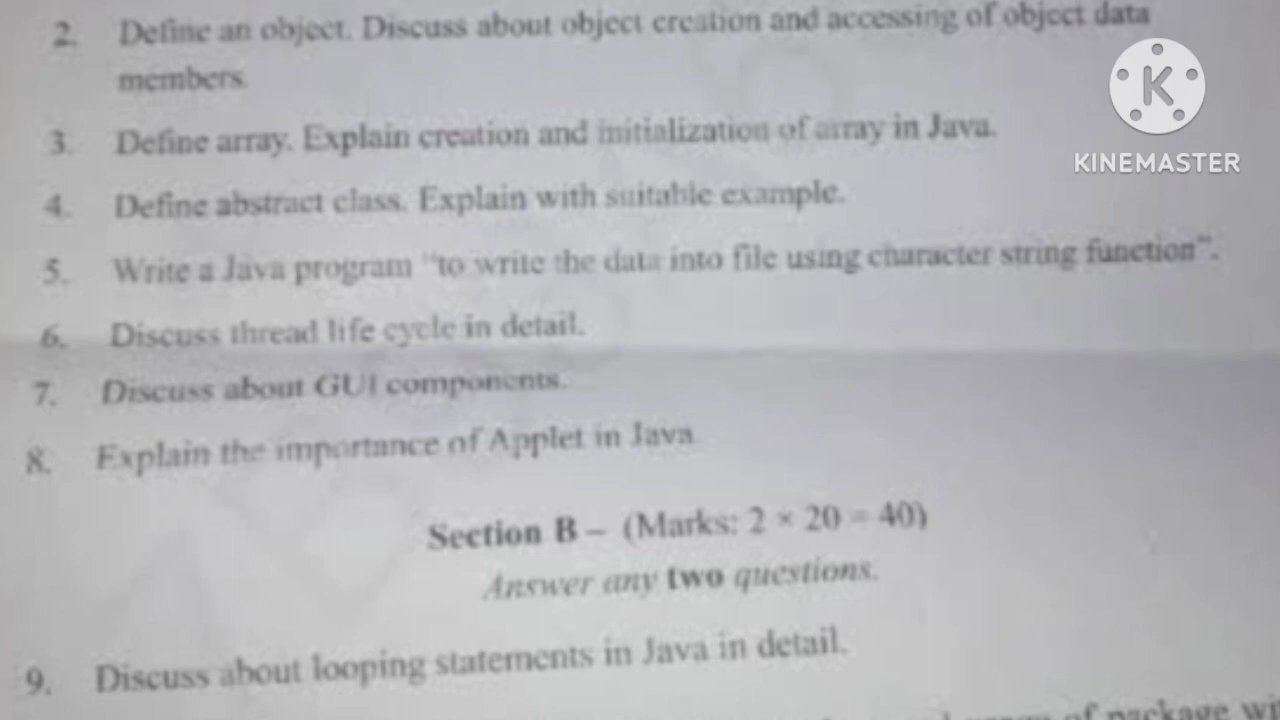 2. Define an object. Discuss about object creation and accessing of object data
members.
3. Define array. Explain creation and initialization of array in Java.
4. Define abstract class. Explain with suitable example.
5. Write a Java program "to write the data into file using character string function".
6. Discuss thread life cycle in detail.
7. Discuss about GUI components.
8. Explain the importance of Applet in Java.
Section B – (Marks: 2 × 20 = 40)
Answer any two questions.
9. Discuss about looping statements in Java in detail.
of package
K
KINEMASTER